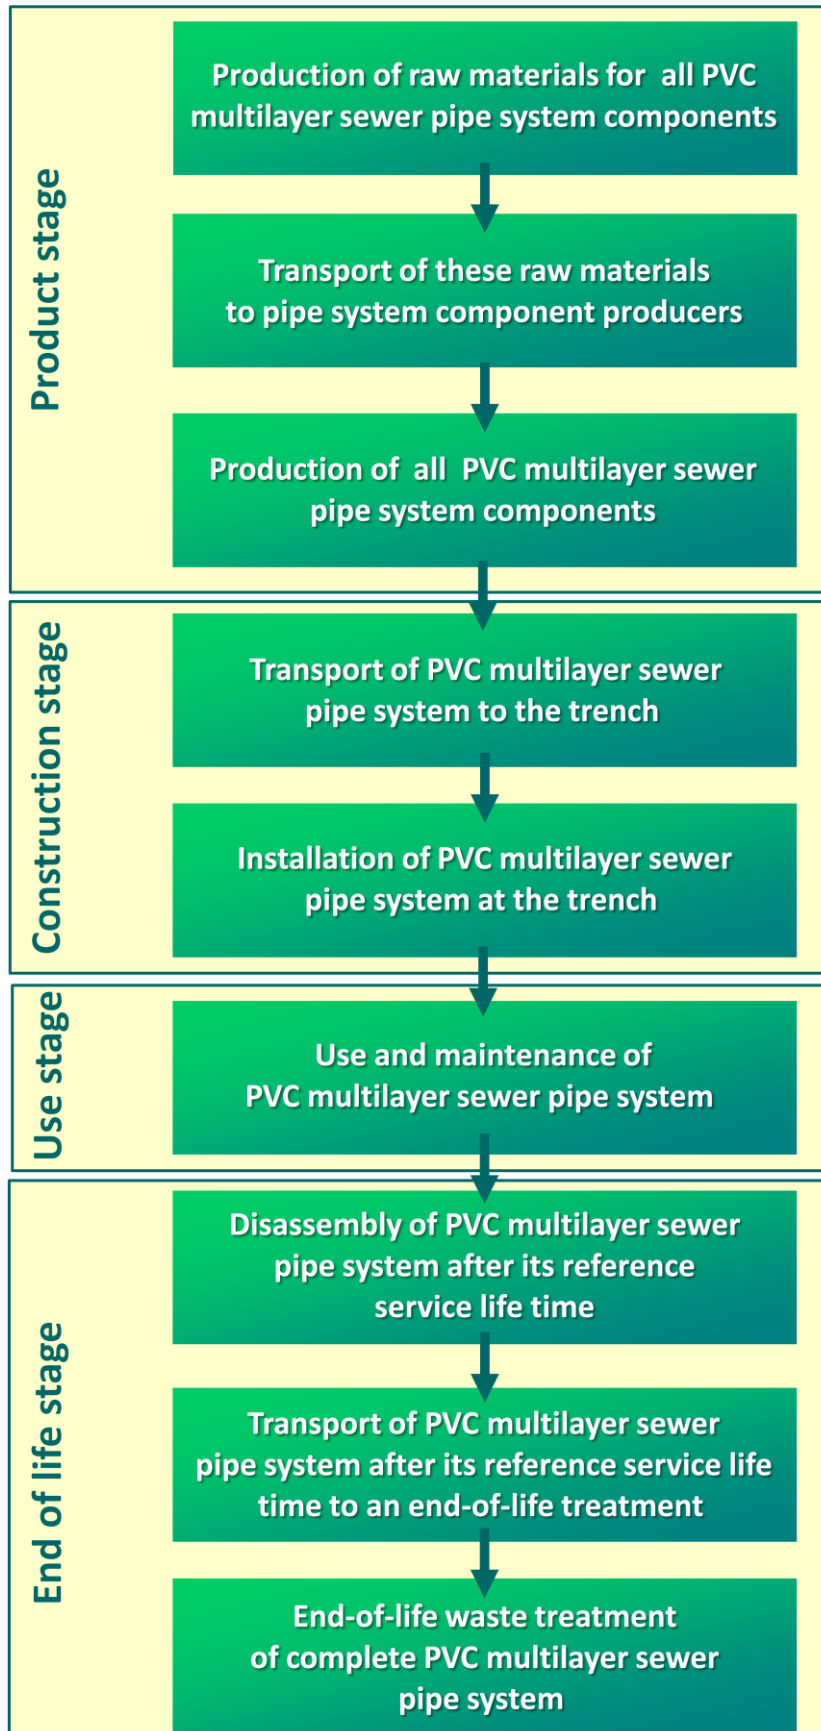 Product stage
Production of raw materials for all PVC
multilayer sewer pipe system components
Transport of these raw materials
to pipe system component producers
Production of all PVC multilayer sewer
pipe system components
Construction stage
Transport of PVC multilayer sewer
pipe system to the trench
Installation of PVC multilayer sewer
pipe system at the trench
Use stage
Use and maintenance of
PVC multilayer sewer pipe system
End of life stage
Disassembly of PVC multilayer sewer
pipe system after its reference
service life time
Transport of PVC multilayer sewer
pipe system after its reference service life
time to an end-of-life treatment
End-of-life waste treatment
of complete PVC multilayer sewer
pipe system